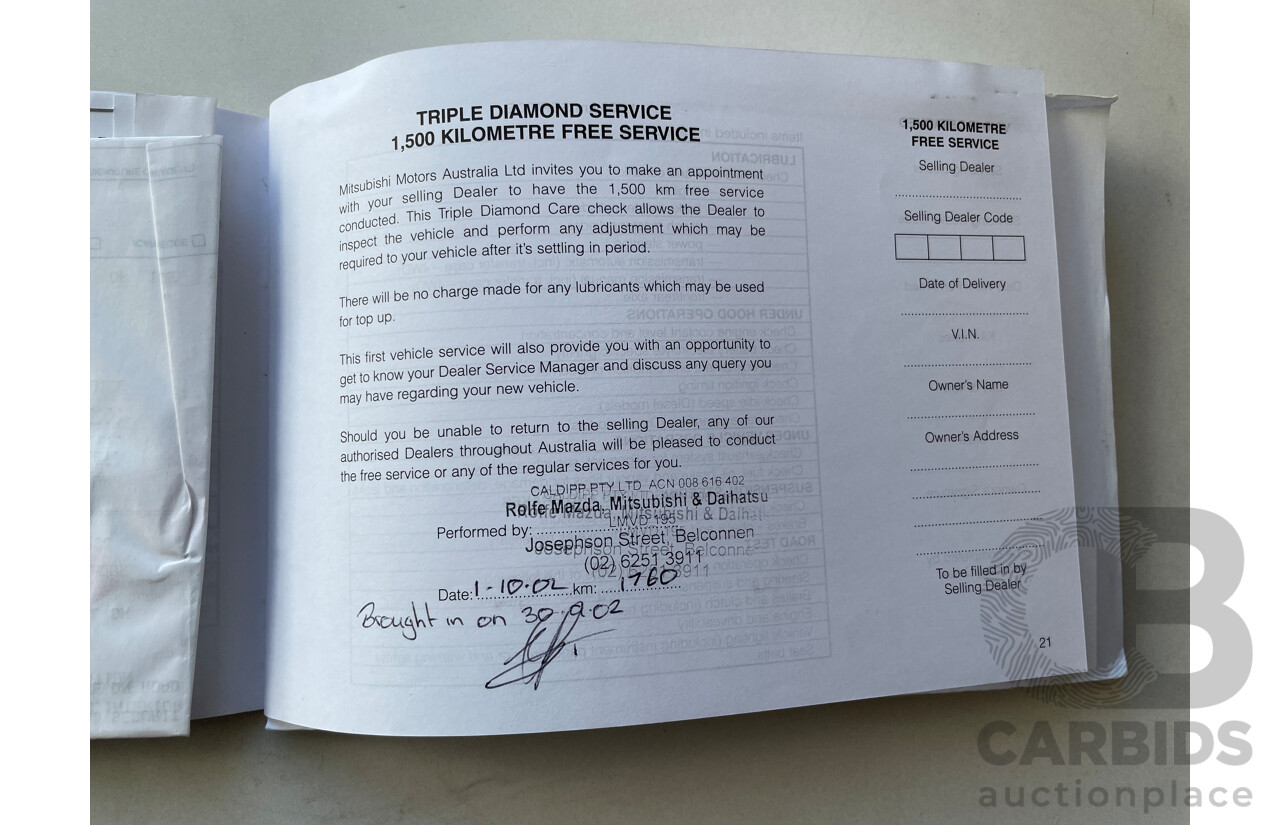 TRIPLE DIAMOND SERVICE
1,500 KILOMETRE FREE SERVICE
Mitsubishi Motors Australia Ltd invites you to make an appointment
with your selling Dealer to have the 1,500 km free service
conducted. This Triple Diamond Care check allows the Dealer to
inspect the vehicle and perform any adjustment which may be
required to your vehicle after it's settling in period.
There will be no charge made for any lubricants which may be used
for top up.
This first vehicle service will also provide you with an opportunity to
get to know your Dealer Service Manager and discuss any query you
may have regarding your new vehicle.
Should you be unable to return to the selling Dealer, any of our
authorised Dealers throughout Australia will be pleased to conduct
the free service or any of the regular services for you.
CALDIPP PTY LTD ACN 008 616 402
Rolfe Mazda, Mitsubishi & Daihatsu
LMVD 195
Performed by:
Josephson Street, Belconnen
(02) 6251 3911
Date: 1-10-02 km: 1760
Brought in on 30.9.02
1,500 KILOMETRE
FREE SERVICE
Selling Dealer
Selling Dealer Code
Date of Delivery
V.I.N.
Owner's Name
Owner's Address
To be filled in by
Selling Dealer
21
CARBIDS
auctionplace